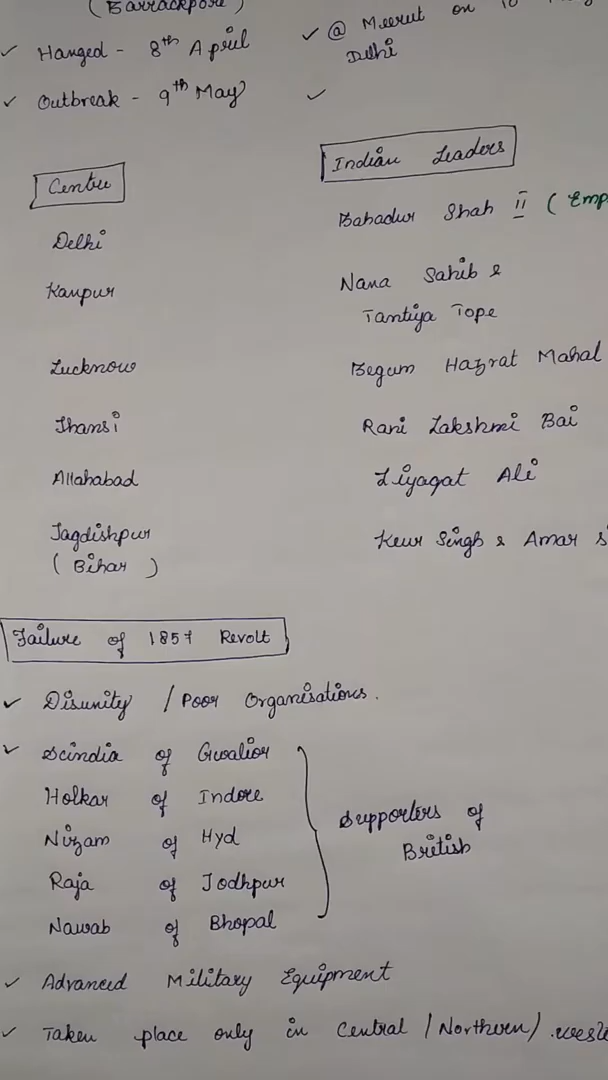 (Barrackpore)
✓ Hanged - 8th April
✓ Outbreak - 9th May
✓ @ Meerut on 10
Delhi
✓
Centre
Indian Leaders
Delhi
Bahadur Shah II (Emp
Kanpur
Nana Sahib &
Tantiya Tope
Lucknow
Begum Hazrat Mahal
Jhansi
Rani Lakshmi Bai
Allahabad
Liyaqat Ali
Jagdishpur
(Bihar)
Keur Singh & Amar S
Failure of 1857 Revolt
✓ Disunity / Poor Organisations.
✓ Scindia of Gwalior
Holkar of Indore
Nizam of Hyd
Raja of Jodhpur
Nawab of Bhopal
Supporters of
British
✓ Advanced Military Equipment
✓ Taken place only in Central / Northern /